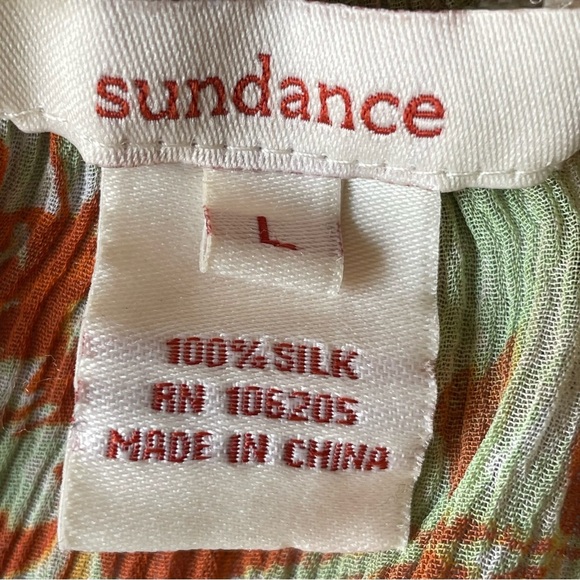 sundance
L
100% SILK
RN 106205
MADE IN CHINA